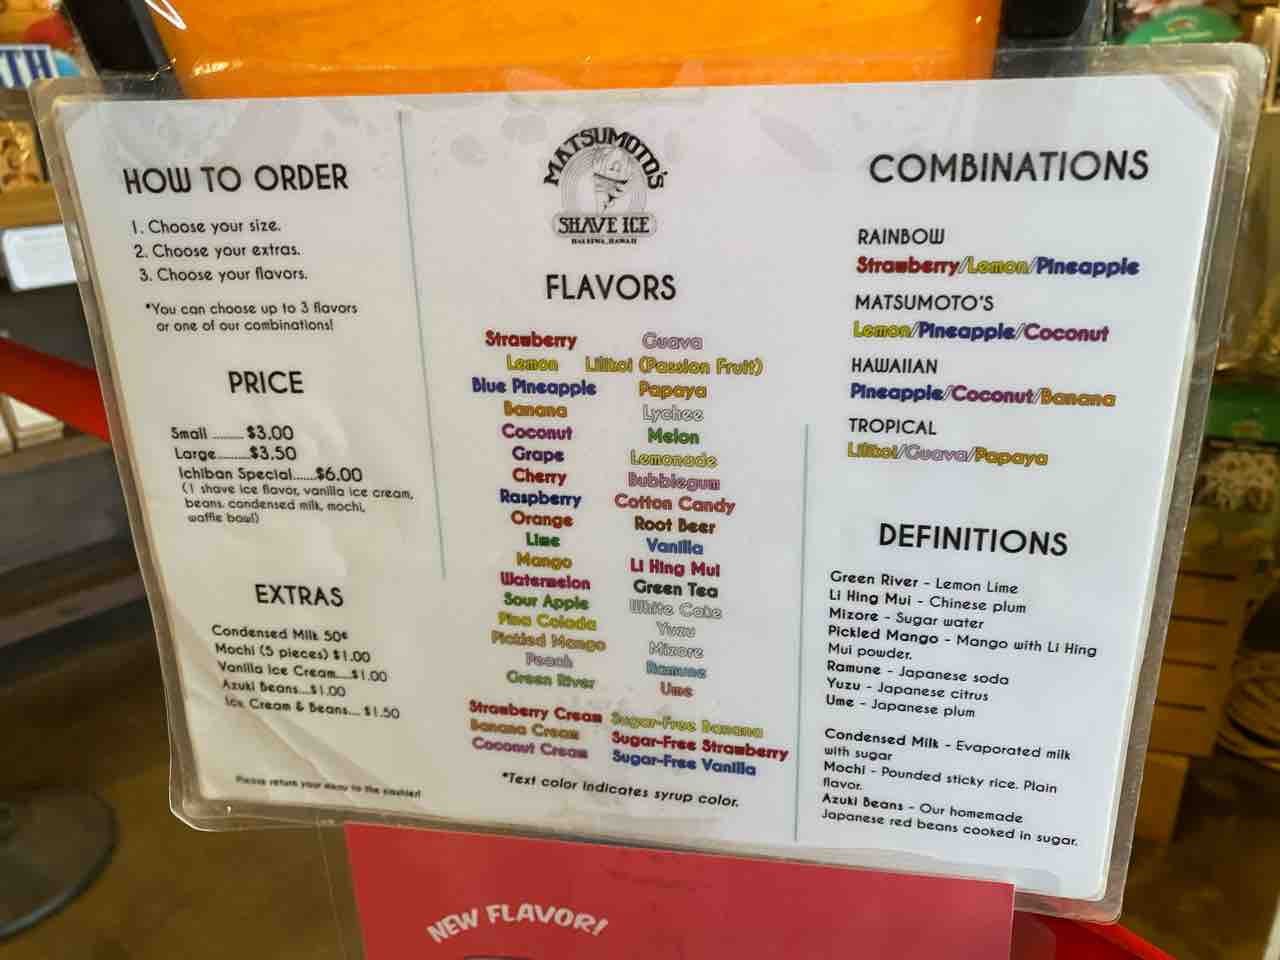 TH
HOW TO ORDER
1. Choose your size.
2. Choose your extras.
3. Choose your flavors.
*You can choose up to 3 flavors
or one of our combinations!
PRICE
Small ........ $3.00
Large..........$3.50
Ichiban Special......$6.00
(1 shave ice flavor, vanilla ice cream,
beans, condensed milk, mochi,
waffle bowl)
EXTRAS
Condensed Milk 50¢
Mochi (5 pieces) $1.00
Vanilla Ice Cream....$1.00
Azuki Beans...$1.00
Ice Cream & Beans... $1.50
Please return your menu to the cashier!
MATSUMOTO'S
SHAVE ICE
HALEIWA, HAWAII
FLAVORS
Strawberry
Lemon
Blue Pineapple
Banana
Coconut
Grape
Cherry
Raspberry
Orange
Lime
Mango
Watermelon
Sour Apple
Pina Colada
Pickled Mango
Peach
Green River
Guava
Lilikoi (Passion Fruit)
Papaya
Lychee
Melon
Lemonade
Bubblegum
Cotton Candy
Root Beer
Vanilla
Li Hing Mui
Green Tea
White Cake
Yuzu
Mizore
Ramune
Ume
Strawberry Cream
Banana Cream
Coconut Cream
Sugar-Free Banana
Sugar-Free Strawberry
Sugar-Free Vanilla
*Text color indicates syrup color.
COMBINATIONS
RAINBOW
Strawberry/Lemon/Pineapple
MATSUMOTO'S
Lemon/Pineapple/Coconut
HAWAIIAN
Pineapple/Coconut/Banana
TROPICAL
Lilikoi/Guava/Papaya
DEFINITIONS
Green River - Lemon Lime
Li Hing Mui - Chinese plum
Mizore - Sugar water
Pickled Mango - Mango with Li Hing
Mui powder.
Ramune - Japanese soda
Yuzu - Japanese citrus
Ume - Japanese plum
Condensed Milk - Evaporated milk
with sugar
Mochi - Pounded sticky rice. Plain
flavor.
Azuki Beans - Our homemade
Japanese red beans cooked in sugar.
NEW FLAVOR!